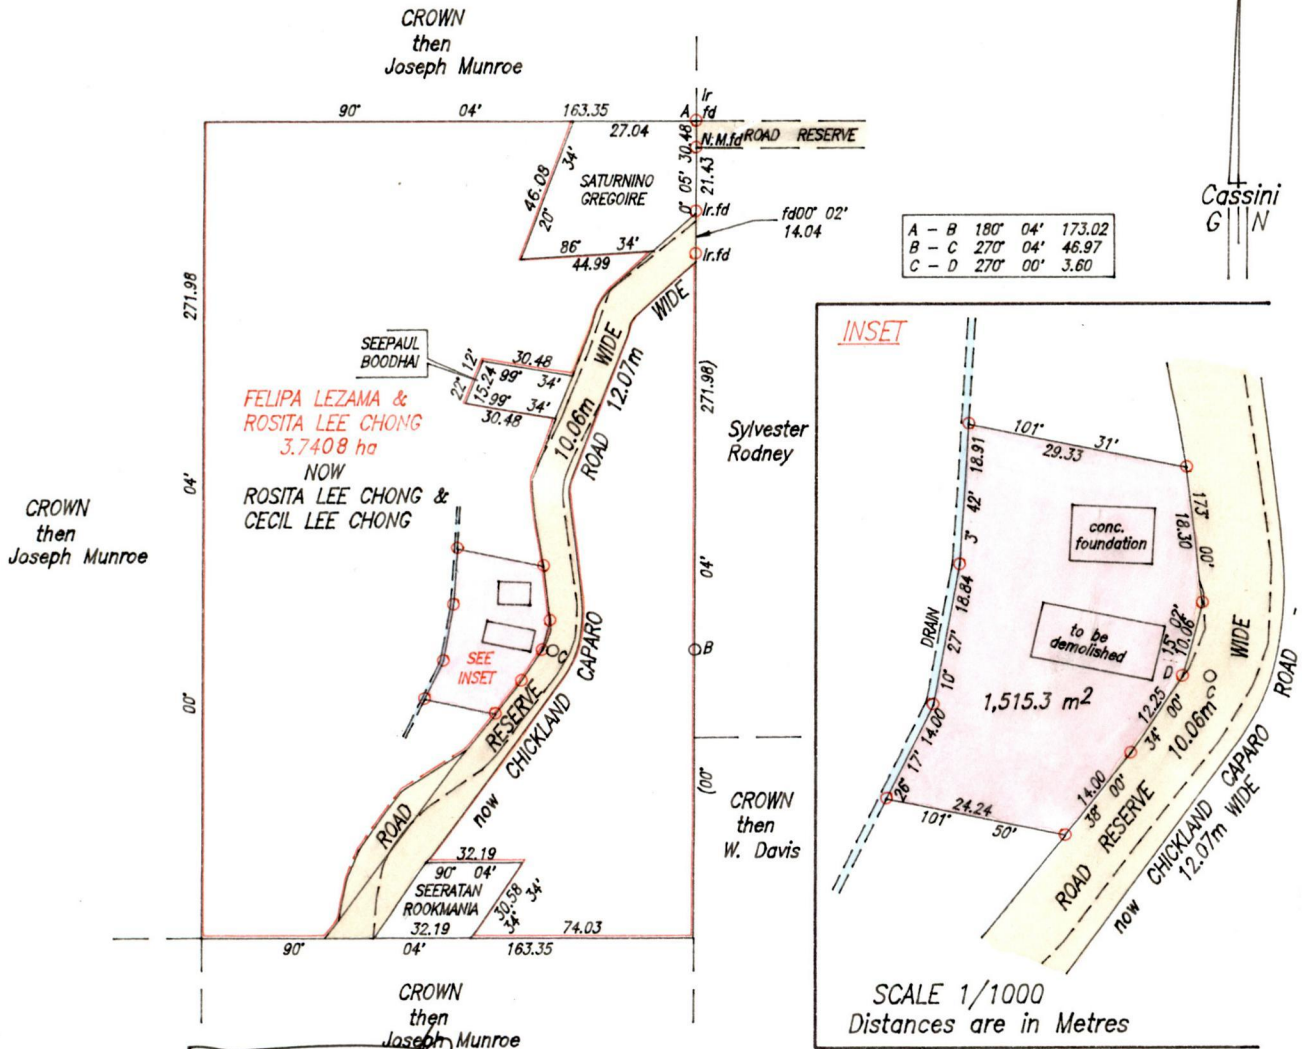 CROWN
then
Joseph Munroe
90° 04' 163.35
A
Ir
fd
27.04
N.M.fd
ROAD RESERVE
0° 05' 30.48
21.43
Ir.fd
fd00° 02'
14.04
Ir.fd
46.08
34'
20°
SATURNINO
GREGOIRE
86° 34'
44.99
Cassini
G N
A - B 180° 04' 173.02
B - C 270° 04' 46.97
C - D 270° 00' 3.60
271.98
04'
00°
SEEPAUL
BOODHAI
30.48
99° 34'
22° 12'
15.24
99° 34'
30.48
WIDE
WIDE
10.06m
12.07m
ROAD
271.98)
04'
(00°
FELIPA LEZAMA &
ROSITA LEE CHONG
3.7408 ha
NOW
ROSITA LEE CHONG &
CECIL LEE CHONG
Sylvester
Rodney
CROWN
then
Joseph Munroe
SEE
INSET
C
B
RESERVE
CHICKLAND CAPARO
ROAD
now
CROWN
then
W. Davis
32.19
90° 04'
SEERATAN
ROOKMANIA
30.58
34° 34'
32.19
74.03
90° 04' 163.35
CROWN
then
Joseph Munroe
INSET
101° 31'
29.33
18.91
3° 42'
18.84
10° 27'
14.00
26° 17'
DRAIN
conc.
foundation
173° 00'
18.30
to be
demolished
15° 02'
10.06
D
C
1,515.3 m2
12.25
34° 00'
14.00
38° 00'
24.24
101° 50'
WIDE
10.06m
ROAD RESERVE
now CHICKLAND CAPARO ROAD
12.07m WIDE
SCALE 1/1000
Distances are in Metres